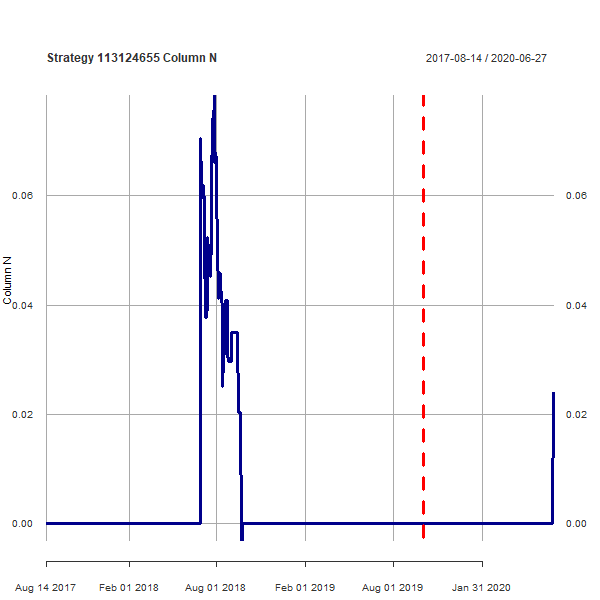 Strategy 113124655 Column N
2017-08-14 / 2020-06-27
Column N
0.06
0.04
0.02
0.00
0.06
0.04
0.02
0.00
Aug 14 2017
Feb 01 2018
Aug 01 2018
Feb 01 2019
Aug 01 2019
Jan 31 2020